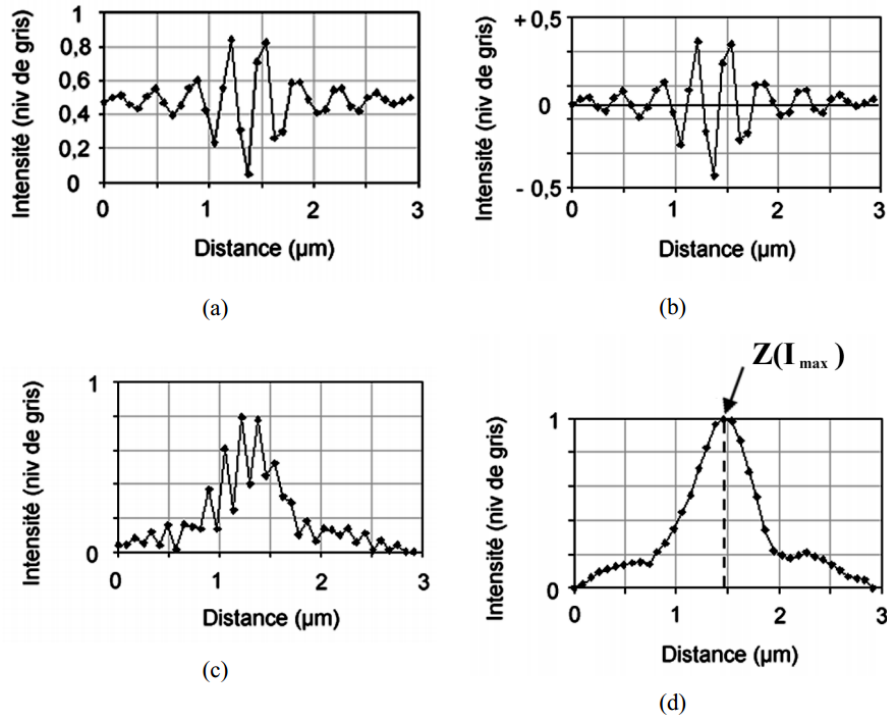 Intensité (niv de gris)
1
0,8
0,6
0,4
0,2
0
0 1 2 3
Distance (µm)
(a)
Intensité (niv de gris)
+ 0,5
0
- 0,5
0 1 2 3
Distance (µm)
(b)
Intensité (niv de gris)
1
0
0 1 2 3
Distance (µm)
(c)
Z(I max )
Intensité (niv de gris)
1
0
0 1 2 3
Distance (µm)
(d)